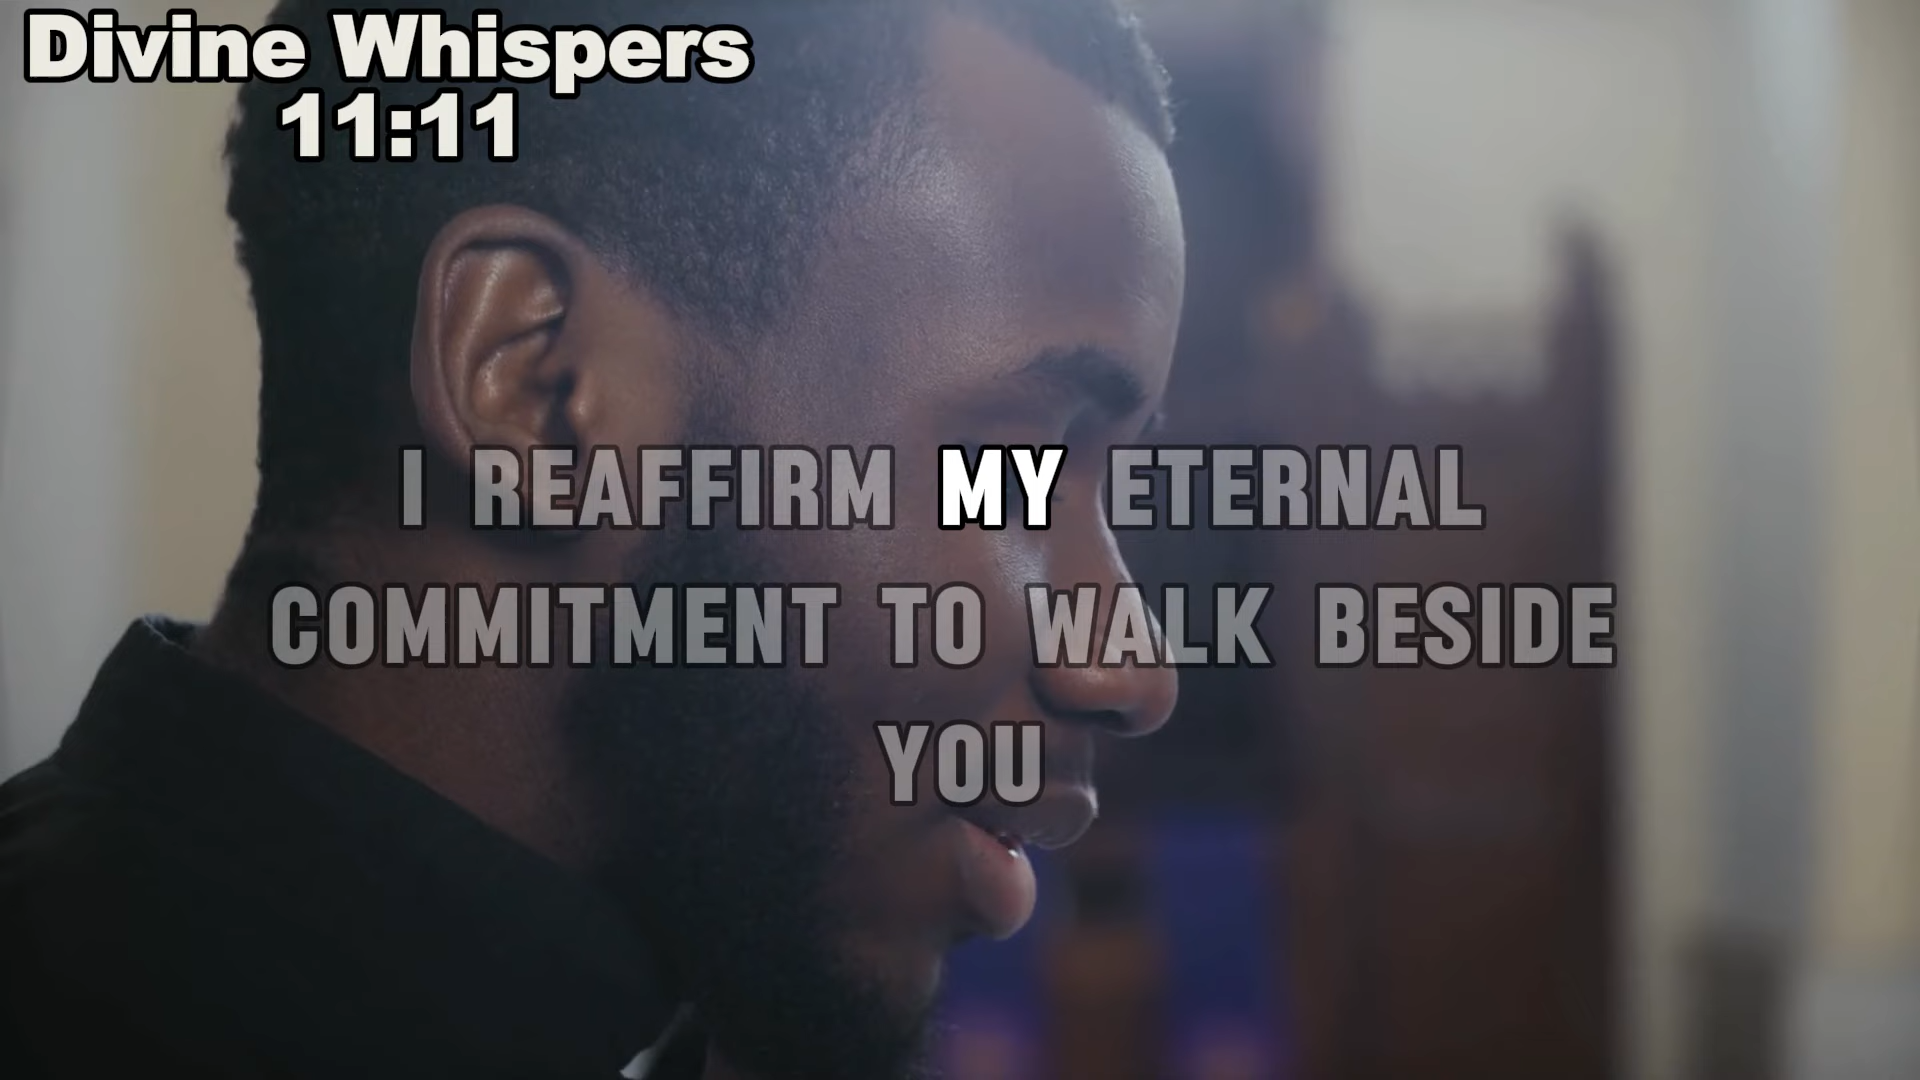 Divine Whispers
11:11
I REAFFIRM MY ETERNAL
COMMITMENT TO WALK BESIDE
YOU